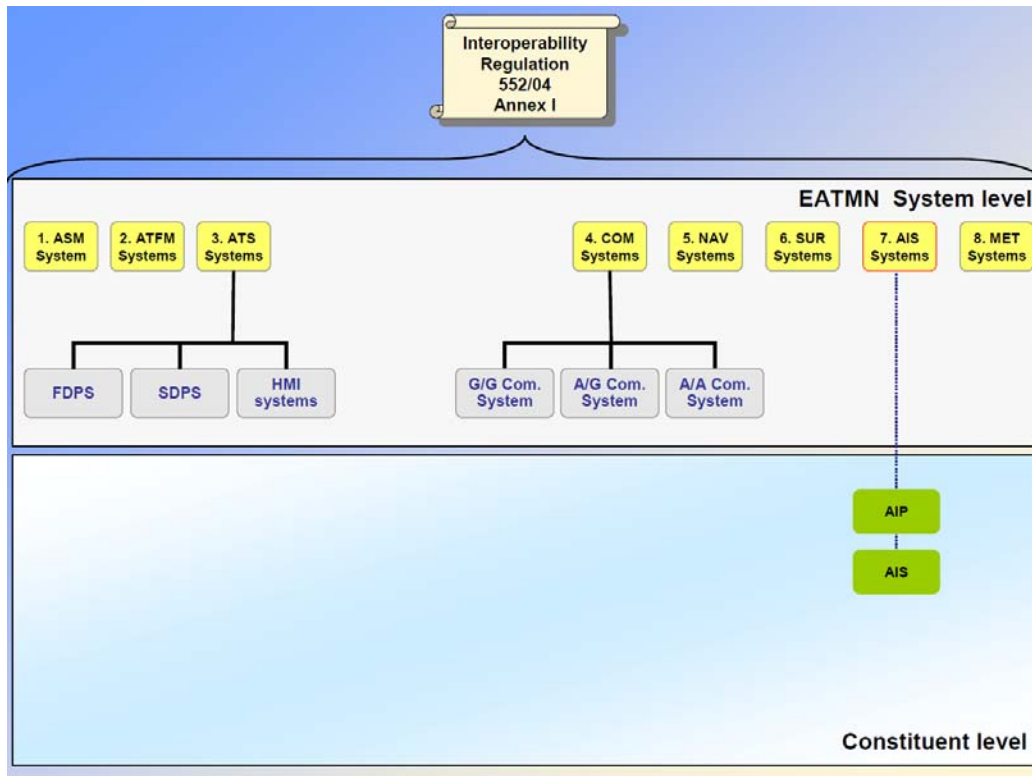 Interoperability
Regulation
552/04
Annex I
EATMN System level
1. ASM
System
2. ATFM
Systems
3. ATS
Systems
4. COM
Systems
5. NAV
Systems
6. SUR
Systems
7. AIS
Systems
8. MET
Systems
FDPS
SDPS
HMI
systems
G/G Com.
System
A/G Com.
System
A/A Com.
System
AIP
AIS
Constituent level